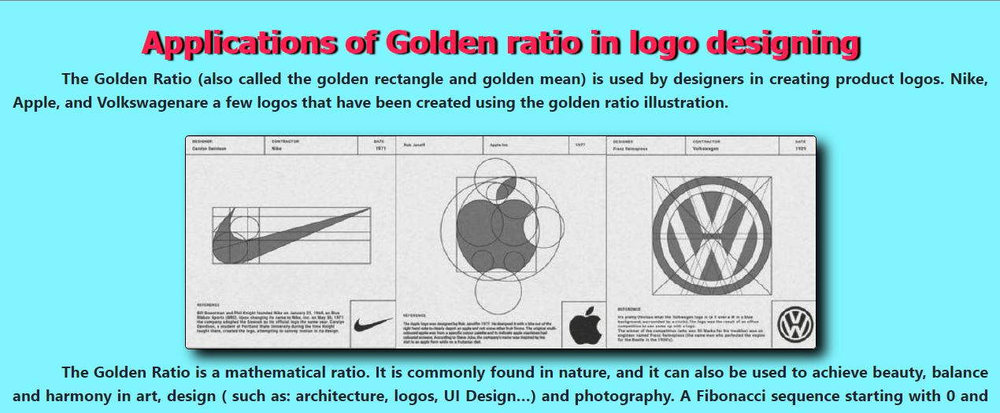 Applications of Golden ratio in logo designing
The Golden Ratio (also called the golden rectangle and golden mean) is used by designers in creating product logos. Nike,
Apple, and Volkswagenare a few logos that have been created using the golden ratio illustration.
DESIGNER CONTRACTOR DATE
Carolyn Davidson Nike 1971
Rob Janoff Apple Inc 1977
DESIGNER CONTRACTOR DATE
Franz Reimspiess Volkswagen
REFERENCE
Bill Bowerman and Phil Knight founded Nike on January 25, 1964, as Blue
Ribbon Sports (BRS). Upon changing its name to Nike, Inc. on May 30, 1971
the company adopted the Swoosh as its official logo the same year. Carolyn
Davidson, a student at Portland State University during the time Knight
taught there, created the logo, attempting to convey motion in its design.
REFERENCE
The Apple logo was designed by Rob Janoff in 1977. He designed it with a bite out of the
right hand side to clearly depict an apple and not some other fruit forms. The original multi-
coloured apple was from a specific colour palette and to indicate apple machines had
coloured screens. According to Steve Jobs, the company's name was inspired by his
visit to an apple farm while on a fruitarian diet.
REFERENCE
It's pretty Obvious what the Volkswagen logo is (a V over a W in a blue
background, surrounded by a circle). The logo was the result of an office
competition to come up with a logo.
The winner of the competition (who won 50 Marks for his trouble) was an
engineer named Franz Reimspiess (the same man who perfected the engine
for the Beetle in the 1930's).
The Golden Ratio is a mathematical ratio. It is commonly found in nature, and it can also be used to achieve beauty, balance
and harmony in art, design ( such as: architecture, logos, UI Design...) and photography. A Fibonacci sequence starting with 0 and